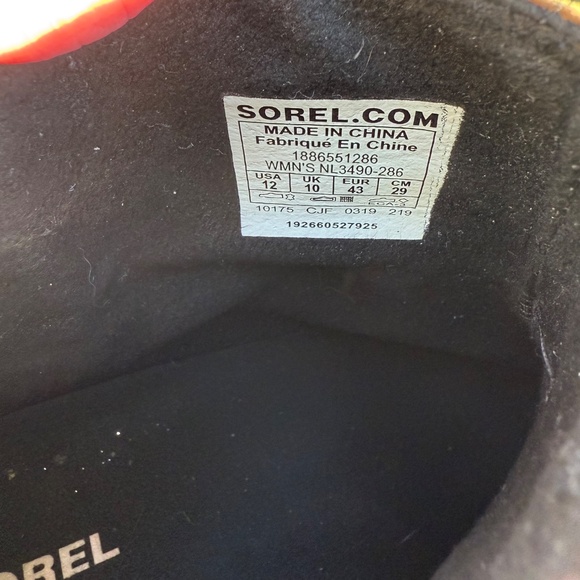 SOREL.COM
MADE IN CHINA
Fabriqué En Chine
1886551286
WMN'S NL3490-286
USA UK EUR CM
12 10 43 29
10175 CJF 0319 219
192660527925
OREL